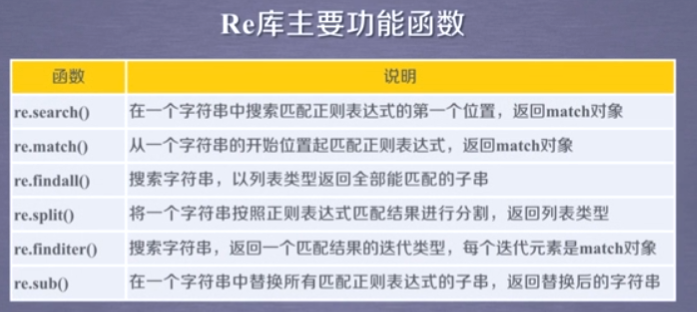 Re库主要功能函数
函数 说明
re.search() 在一个字符串中搜索匹配正则表达式的第一个位置，返回match对象
re.match() 从一个字符串的开始位置起匹配正则表达式，返回match对象
re.findall() 搜索字符串，以列表类型返回全部能匹配的子串
re.split() 将一个字符串按照正则表达式匹配结果进行分割，返回列表类型
re.finditer() 搜索字符串，返回一个匹配结果的迭代类型，每个迭代元素是match对象
re.sub() 在一个字符串中替换所有匹配正则表达式的子串，返回替换后的字符串